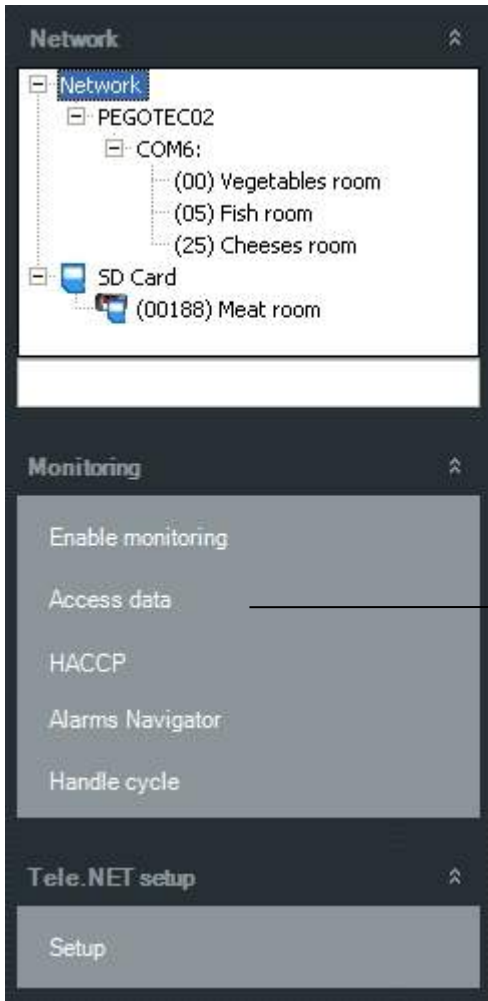 Network
Network
PEGOTEC02
COM6:
(00) Vegetables room
(05) Fish room
(25) Cheeses room
SD Card
(00188) Meat room
Monitoring
Enable monitoring
Access data
HACCP
Alarms Navigator
Handle cycle
Tele.NET setup
Setup